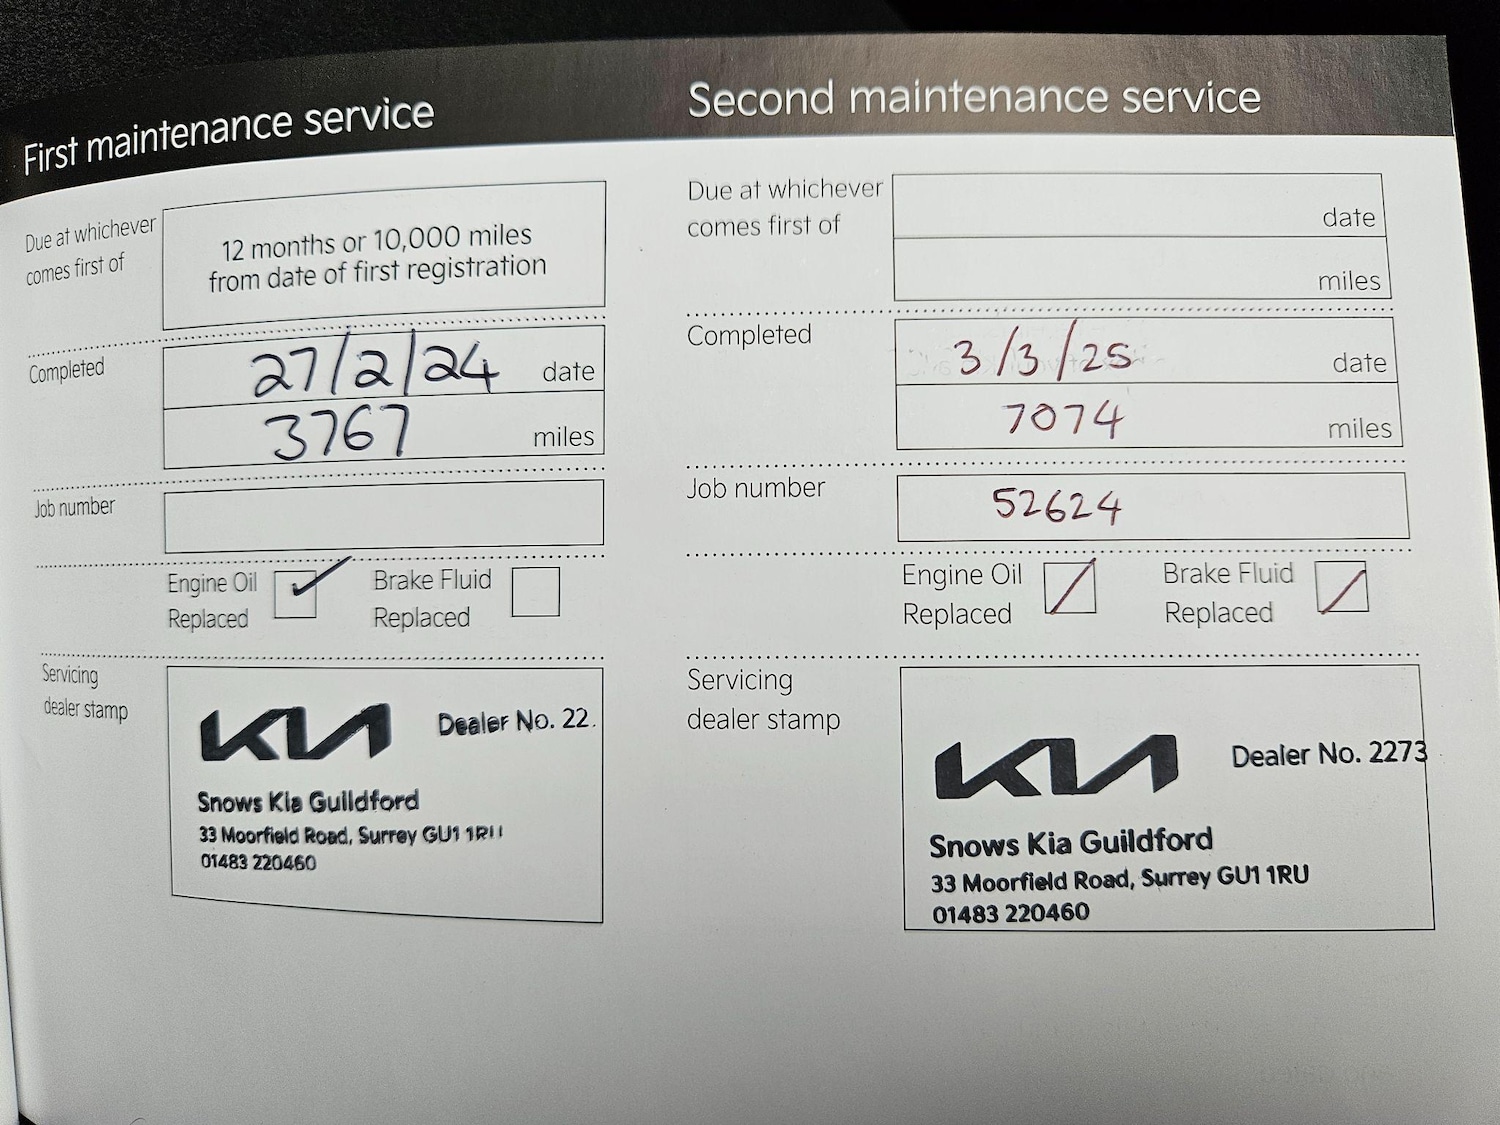 First maintenance service
Due at whichever
comes first of
12 months or 10,000 miles
from date of first registration
Completed
27/2/24 date
3767 miles
Job number
Engine Oil
Replaced
Brake Fluid
Replaced
Servicing
dealer stamp
KIA
Dealer No. 22
Snows Kia Guildford
33 Moorfield Road, Surrey GU1 1RU
01483 220460
Second maintenance service
Due at whichever
comes first of
date
miles
Completed
3/3/25 date
7074 miles
Job number
52624
Engine Oil
Replaced
Brake Fluid
Replaced
Servicing
dealer stamp
KIA
Dealer No. 2273
Snows Kia Guildford
33 Moorfield Road, Surrey GU1 1RU
01483 220460